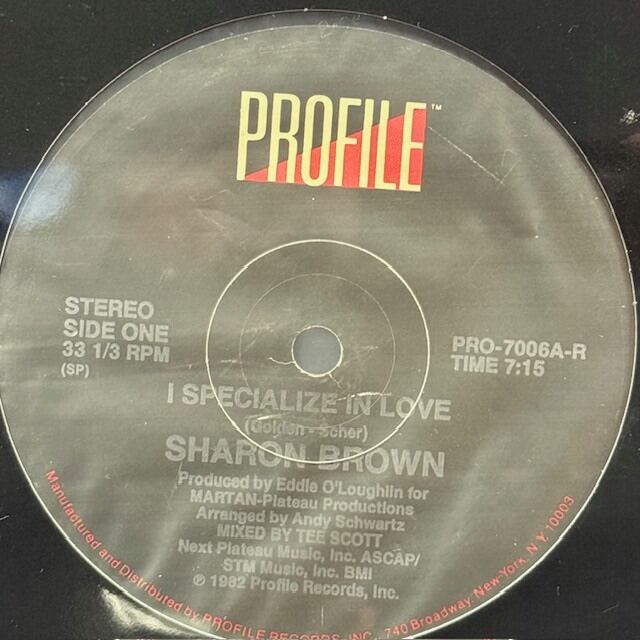 PROFILE™
STEREO
SIDE ONE
33 1/3 RPM
(SP)
PRO-7006A-R
TIME 7:15
I SPECIALIZE IN LOVE
(Golden - Scher)
SHARON BROWN
Produced by Eddie O'Loughlin for
MARTAN-Plateau Productions
Arranged by Andy Schwartz
MIXED BY TEE SCOTT
Next Plateau Music, Inc. ASCAP/
STM Music, Inc. BMI
℗ 1982 Profile Records, Inc.
Manufactured and Distributed by PROFILE RECORDS, INC. 740 Broadway, New York, N.Y. 10003